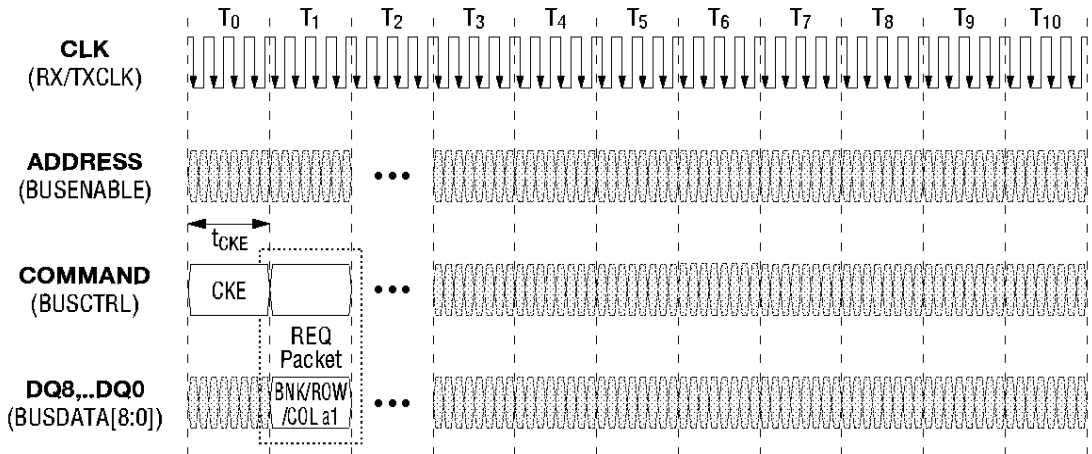 T0 T1 T2 T3 T4 T5 T6 T7 T8 T9 T10
CLK
(RX/TXCLK)
ADDRESS
(BUSENABLE)
•••
tCKE
COMMAND
(BUSCTRL)
CKE
•••
REQ
Packet
DQ8,..DQ0
(BUSDATA[8:0])
BNK/ROW
/COL a1
•••